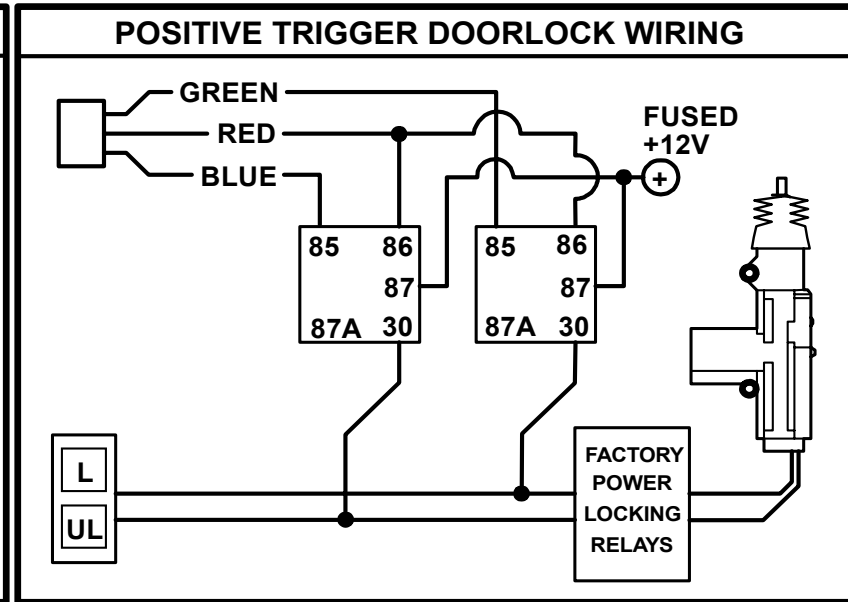 POSITIVE TRIGGER DOORLOCK WIRING
GREEN
RED
BLUE
FUSED
+12V
+
85 86
87
87A 30
85 86
87
87A 30
L
UL
FACTORY
POWER
LOCKING
RELAYS